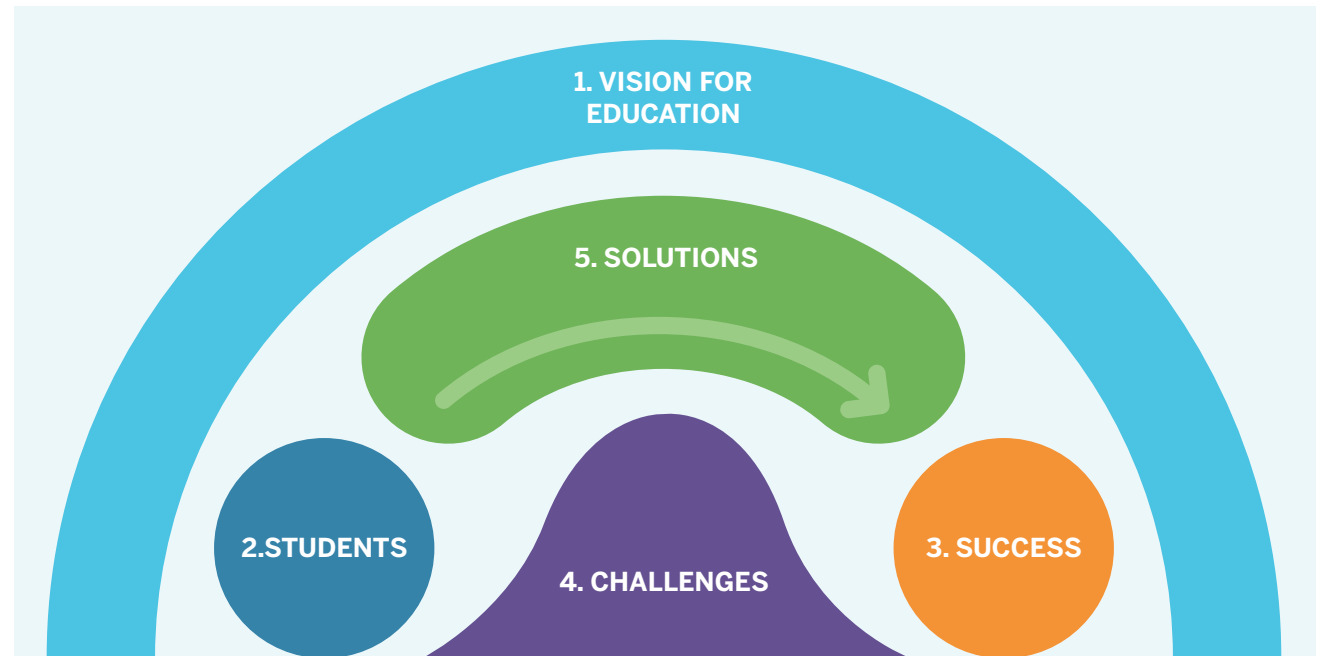 1. VISION FOR
EDUCATION
5. SOLUTIONS
2.STUDENTS
3. SUCCESS
4. CHALLENGES